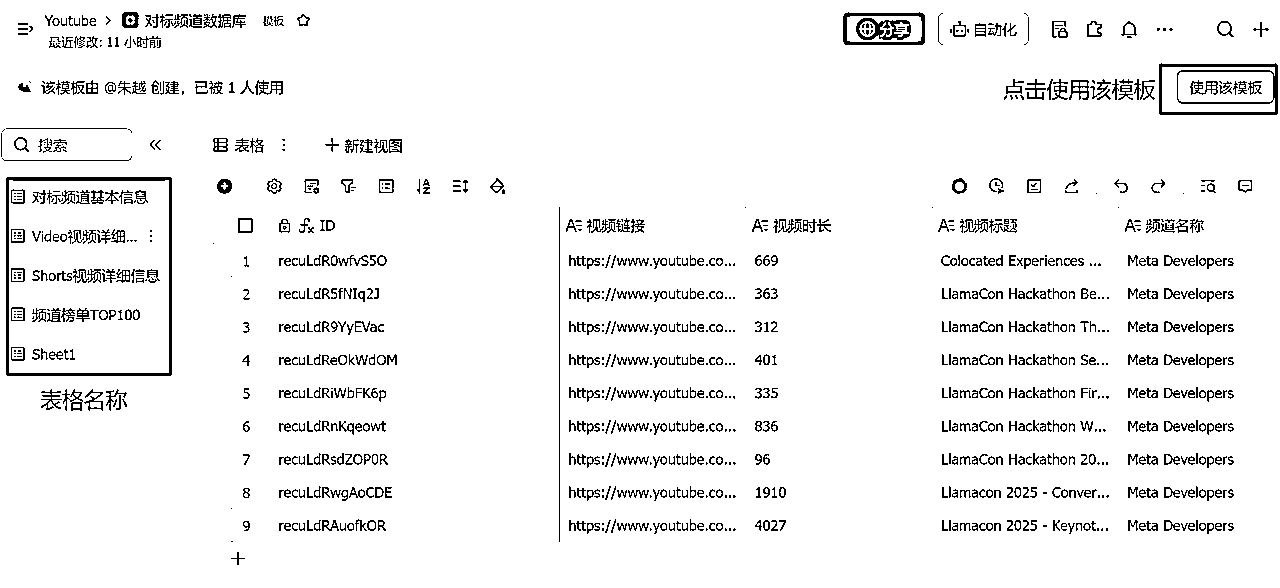 Youtube > 对标频道数据库 模板
最近修改: 11 小时前
分享
自动化
该模板由 @朱越 创建，已被 1 人使用
点击使用该模板
使用该模板
搜索
表格
新建视图
对标频道基本信息
Video视频详细...
Shorts视频详细信息
频道榜单TOP100
Sheet1
表格名称
ID 视频链接 视频时长 视频标题 频道名称
1 recuLdR0wfvS5O https://www.youtube.co... 669 Colocated Experiences ... Meta Developers
2 recuLdR5fNIq2J https://www.youtube.co... 363 LlamaCon Hackathon Be... Meta Developers
3 recuLdR9YyEVac https://www.youtube.co... 312 LlamaCon Hackathon Th... Meta Developers
4 recuLdReOkWdOM https://www.youtube.co... 401 LlamaCon Hackathon Se... Meta Developers
5 recuLdRiWbFK6p https://www.youtube.co... 335 LlamaCon Hackathon Fir... Meta Developers
6 recuLdRnKqeowt https://www.youtube.co... 836 LlamaCon Hackathon W... Meta Developers
7 recuLdRsdZOP0R https://www.youtube.co... 96 LlamaCon Hackathon 20... Meta Developers
8 recuLdRwgAoCDE https://www.youtube.co... 1910 Llamacon 2025 - Conver... Meta Developers
9 recuLdRAuofkOR https://www.youtube.co... 4027 Llamacon 2025 - Keynot... Meta Developers